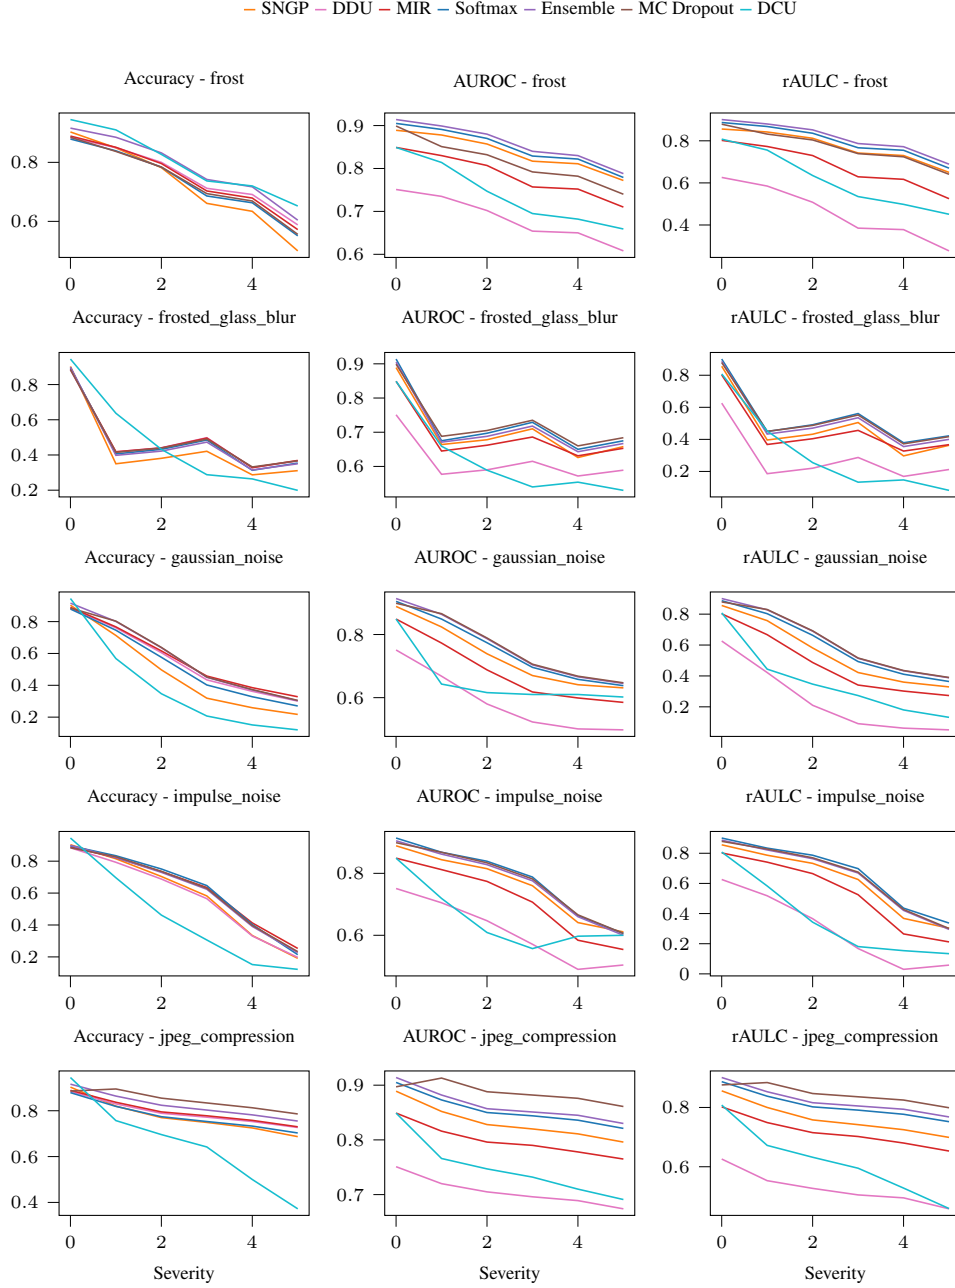 SNGP DDU MIR Softmax Ensemble MC Dropout DCU
Accuracy - frost AUROC - frost rAULC - frost
0.8 0.6
0.9 0.8 0.7 0.6
0.8 0.6 0.4
0 2 4 0 2 4 0 2 4
Accuracy - frosted_glass_blur AUROC - frosted_glass_blur rAULC - frosted_glass_blur
0.8 0.6 0.4 0.2
0.9 0.8 0.7 0.6
0.8 0.6 0.4 0.2
0 2 4 0 2 4 0 2 4
Accuracy - gaussian_noise AUROC - gaussian_noise rAULC - gaussian_noise
0.8 0.6 0.4 0.2
0.8 0.6
0.8 0.6 0.4 0.2
0 2 4 0 2 4 0 2 4
Accuracy - impulse_noise AUROC - impulse_noise rAULC - impulse_noise
0.8 0.6 0.4 0.2
0.8 0.6
0.8 0.6 0.4 0.2 0
0 2 4 0 2 4 0 2 4
Accuracy - jpeg_compression AUROC - jpeg_compression rAULC - jpeg_compression
0.8 0.6 0.4
0.9 0.8 0.7
0.8 0.6
0 2 4 0 2 4 0 2 4
Severity Severity Severity